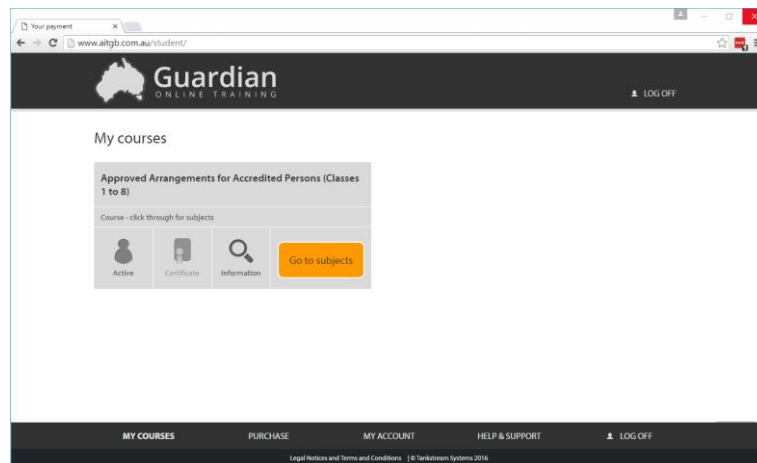 Your payment
www.aitgb.com.au/student/
Guardian
ONLINE TRAINING
LOG OFF
My courses
Approved Arrangements for Accredited Persons (Classes
1 to 8)
Course - click through for subjects
Active
Certificate
Information
Go to subjects
MY COURSES PURCHASE MY ACCOUNT HELP & SUPPORT LOG OFF
Legal Notices and Terms and Conditions | © Tankstream Systems 2016